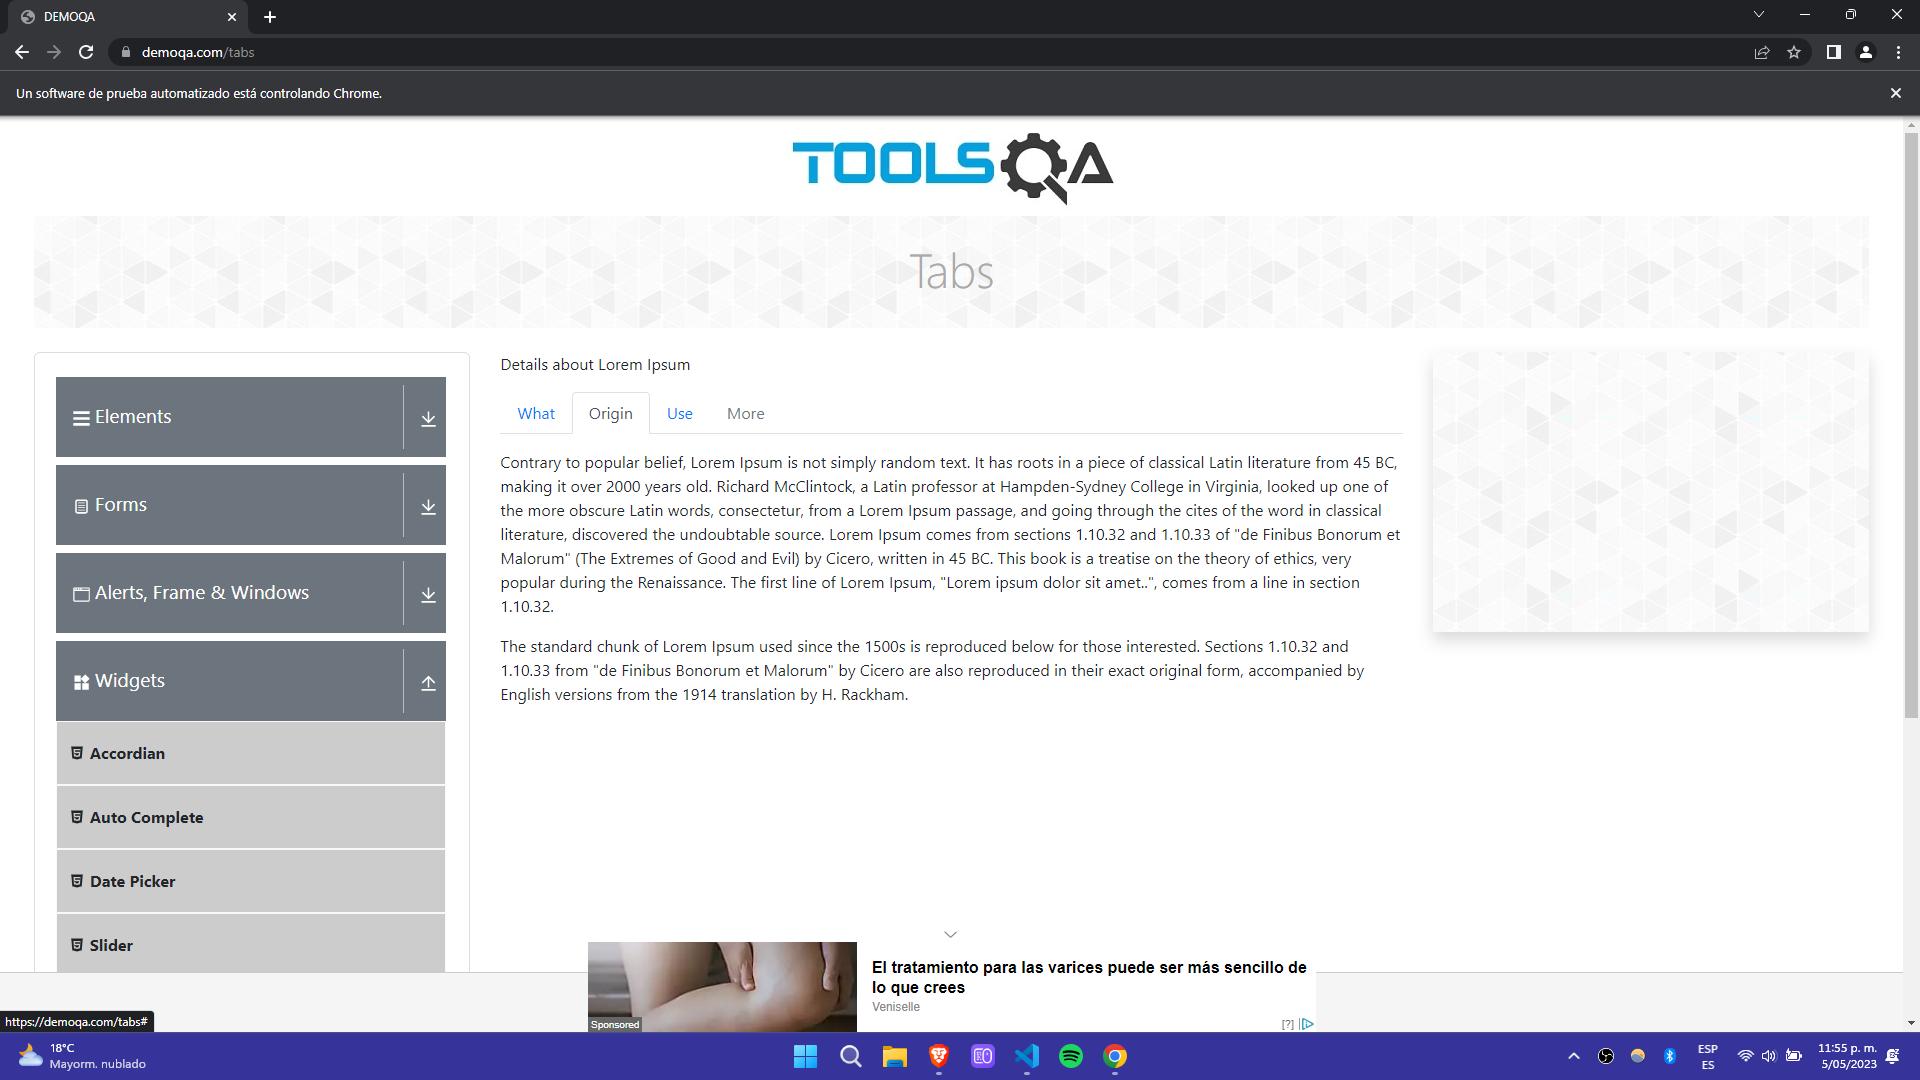 DEMOQA
demoqa.com/tabs
Un software de prueba automatizado está controlando Chrome.
TOOLSQA
Tabs
Elements
Forms
Alerts, Frame & Windows
Widgets
Accordian
Auto Complete
Date Picker
Slider
Details about Lorem Ipsum
What
Origin
Use
More
Contrary to popular belief, Lorem Ipsum is not simply random text. It has roots in a piece of classical Latin literature from 45 BC,
making it over 2000 years old. Richard McClintock, a Latin professor at Hampden-Sydney College in Virginia, looked up one of
the more obscure Latin words, consectetur, from a Lorem Ipsum passage, and going through the cites of the word in classical
literature, discovered the undoubtable source. Lorem Ipsum comes from sections 1.10.32 and 1.10.33 of "de Finibus Bonorum et
Malorum" (The Extremes of Good and Evil) by Cicero, written in 45 BC. This book is a treatise on the theory of ethics, very
popular during the Renaissance. The first line of Lorem Ipsum, "Lorem ipsum dolor sit amet..", comes from a line in section
1.10.32.
The standard chunk of Lorem Ipsum used since the 1500s is reproduced below for those interested. Sections 1.10.32 and
1.10.33 from "de Finibus Bonorum et Malorum" by Cicero are also reproduced in their exact original form, accompanied by
English versions from the 1914 translation by H. Rackham.
Sponsored
El tratamiento para las varices puede ser más sencillo de
lo que crees
Veniselle
[?]
https://demoqa.com/tabs#
18°C
Mayorm. nublado
ESP
ES
11:55 p. m.
5/05/2023